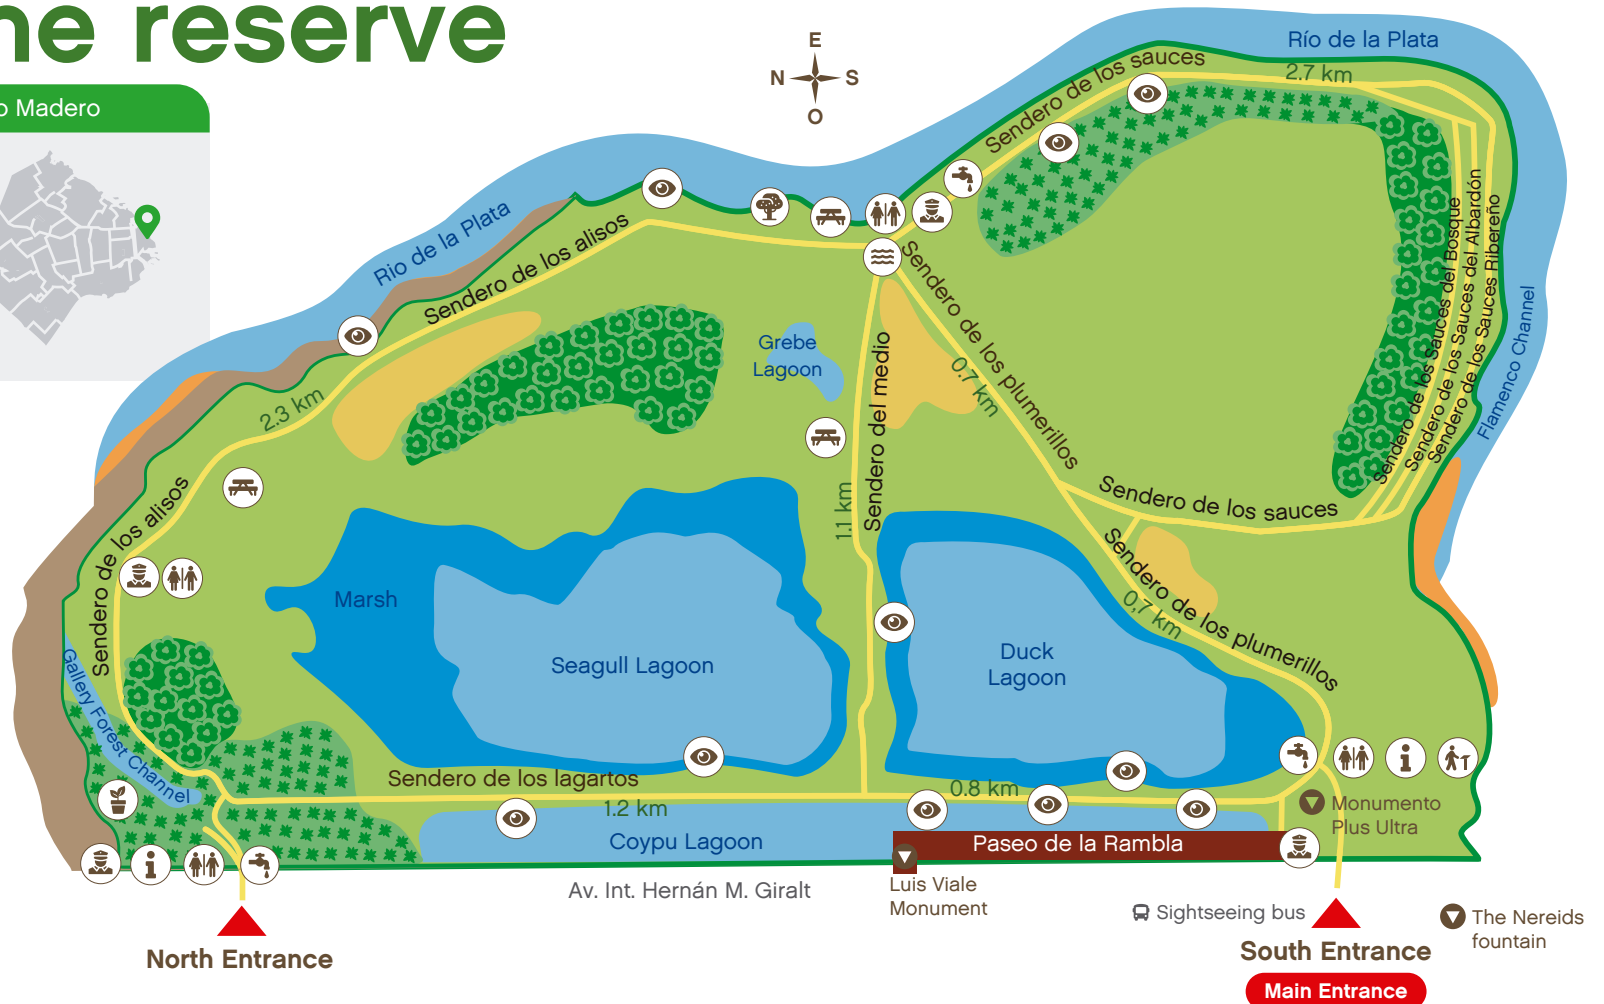 ne reserve
o Madero
E
N
S
O
Río de la Plata
2.7 km
Sendero de los sauces
Rio de la Plata
Sendero de los alisos
2.3 km
Sendero de los alisos
Grebe
Lagoon
Sendero del medio
1.1 km
Sendero de los plumerillos
0.7 km
Sendero de los sauces
Sendero de los Sauces del Bosque
Sendero de los Sauces del Albardón
Sendero de los Sauces Ribereño
Flamenco Channel
Sendero de los plumerillos
0,7 km
Marsh
Seagull Lagoon
Duck
Lagoon
Gallery Forest Channel
Sendero de los lagartos
1.2 km
0.8 km
Coypu Lagoon
Paseo de la Rambla
Monumento
Plus Ultra
Av. Int. Hernán M. Giralt
Luis Viale
Monument
Sightseeing bus
The Nereids
fountain
North Entrance
South Entrance
Main Entrance